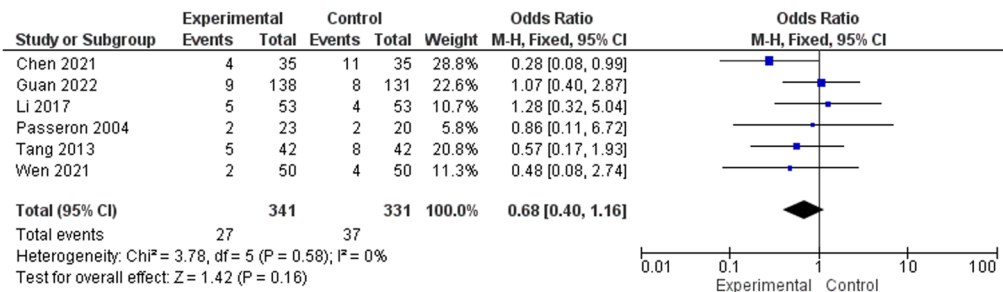 Experimental Control Odds Ratio Odds Ratio
Study or Subgroup Events Total Events Total Weight M-H, Fixed, 95% CI M-H, Fixed, 95% CI
Chen 2021 4 35 11 35 28.8% 0.28 [0.08, 0.99]
Guan 2022 9 138 8 131 22.6% 1.07 [0.40, 2.87]
Li 2017 5 53 4 53 10.7% 1.28 [0.32, 5.04]
Passeron 2004 2 23 2 20 5.8% 0.86 [0.11, 6.72]
Tang 2013 5 42 8 42 20.8% 0.57 [0.17, 1.93]
Wen 2021 2 50 4 50 11.3% 0.48 [0.08, 2.74]
Total (95% CI) 341 331 100.0% 0.68 [0.40, 1.16]
Total events 27 37
Heterogeneity: Chi² = 3.78, df = 5 (P = 0.58); I² = 0%
Test for overall effect: Z = 1.42 (P = 0.16)
0.01 0.1 1 10 100
Experimental Control